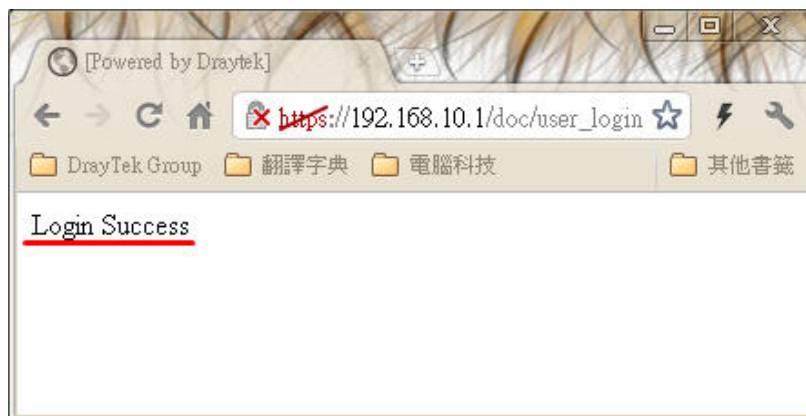 [Powered by Draytek]
https://192.168.10.1/doc/user_login
DrayTek Group 翻譯字典 電腦科技 其他書籤
Login Success